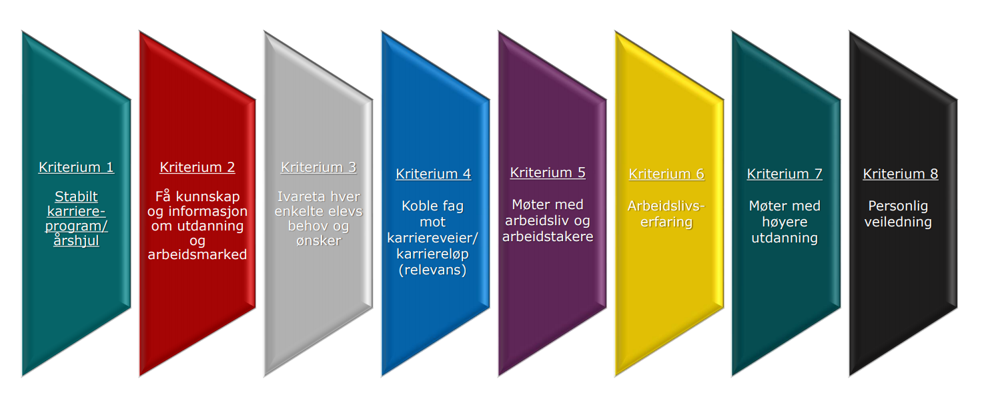 Kriterium 1
Stabilt
karriere-
program/
årshjul
Kriterium 2
Få kunnskap
og informasjon
om utdanning
og
arbeidsmarked
Kriterium 3
Ivareta hver
enkelte elevs
behov og
ønsker
Kriterium 4
Koble fag
mot
karriereveier/
karriereløp
(relevans)
Kriterium 5
Møter med
arbeidsliv og
arbeidstakere
Kriterium 6
Arbeidslivs-
erfaring
Kriterium 7
Møter med
høyere
utdanning
Kriterium 8
Personlig
veiledning